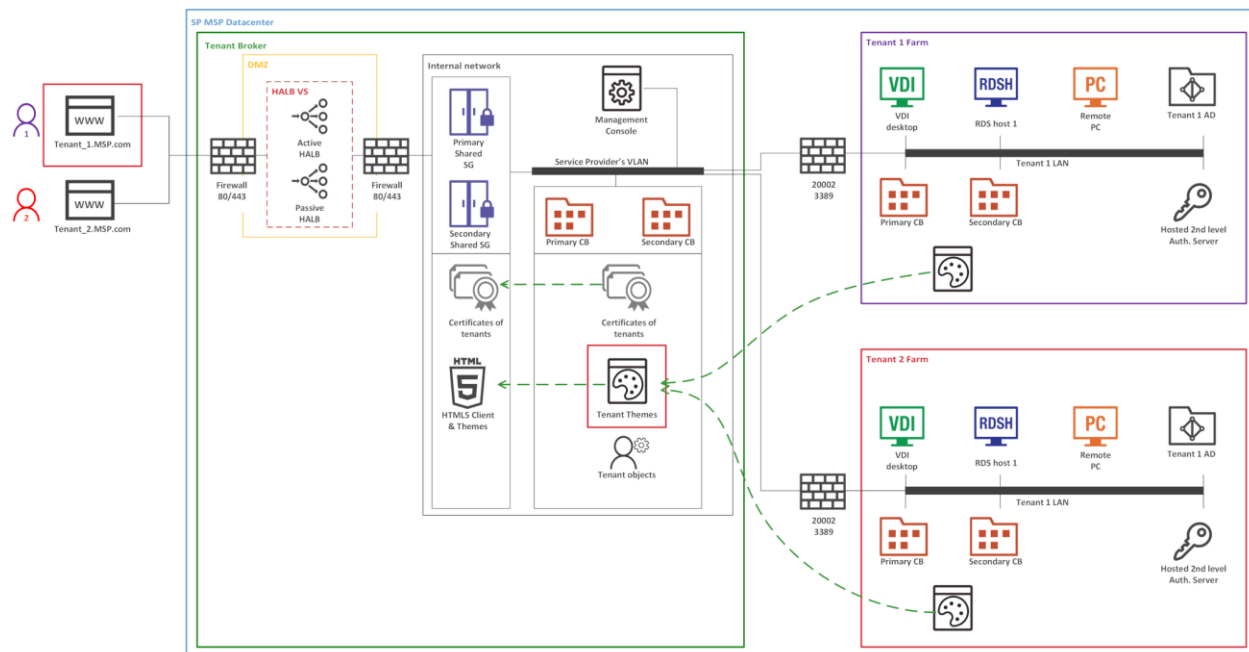 SP MSP Datacenter
Tenant Broker
DMZ
HALB VS
Active
HALB
Passive
HALB
1
WWW
Tenant_1.MSP.com
2
WWW
Tenant_2.MSP.com
Firewall
80/443
Firewall
80/443
Internal network
Primary
Shared
SG
Secondary
Shared SG
Certificates of
tenants
HTML
5
HTML5 Client
& Themes
Management
Console
Service Provider's VLAN
Primary CB
Secondary CB
Certificates of
tenants
Tenant Themes
Tenant objects
20002
3389
20002
3389
Tenant 1 Farm
VDI
VDI
desktop
RDSH
RDS host 1
PC
Remote
PC
Tenant 1 AD
Tenant 1 LAN
Primary CB
Secondary CB
Hosted 2nd level
Auth. Server
Tenant 2 Farm
VDI
VDI
desktop
RDSH
RDS host 1
PC
Remote
PC
Tenant 1 AD
Tenant 1 LAN
Primary CB
Secondary CB
Hosted 2nd level
Auth. Server